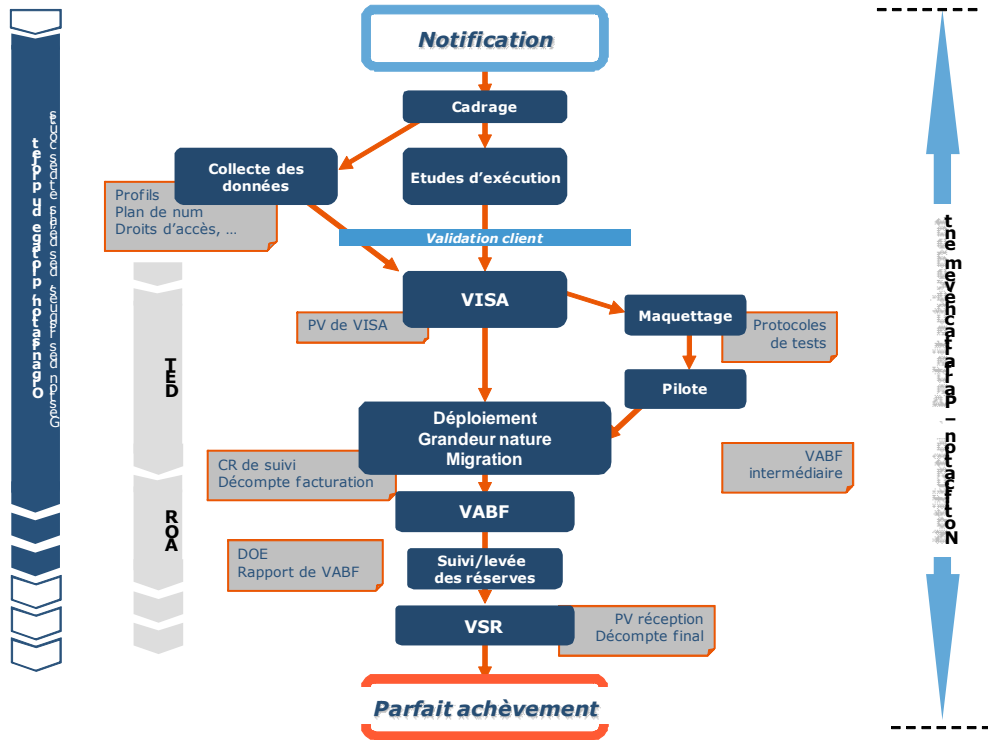 Notification
Cadrage
Collecte des
données
Etudes d'exécution
Profils
Plan de num
Droits d'accès, …
Validation client
VISA
PV de VISA
Maquettage
Protocoles
de tests
Pilote
DET
Déploiement
Grandeur nature
Migration
CR de suivi
Décompte facturation
VABF
intermédiaire
VABF
AOR
DOE
Rapport de VABF
Suivi/levée
des réserves
VSR
PV réception
Décompte final
Parfait achèvement